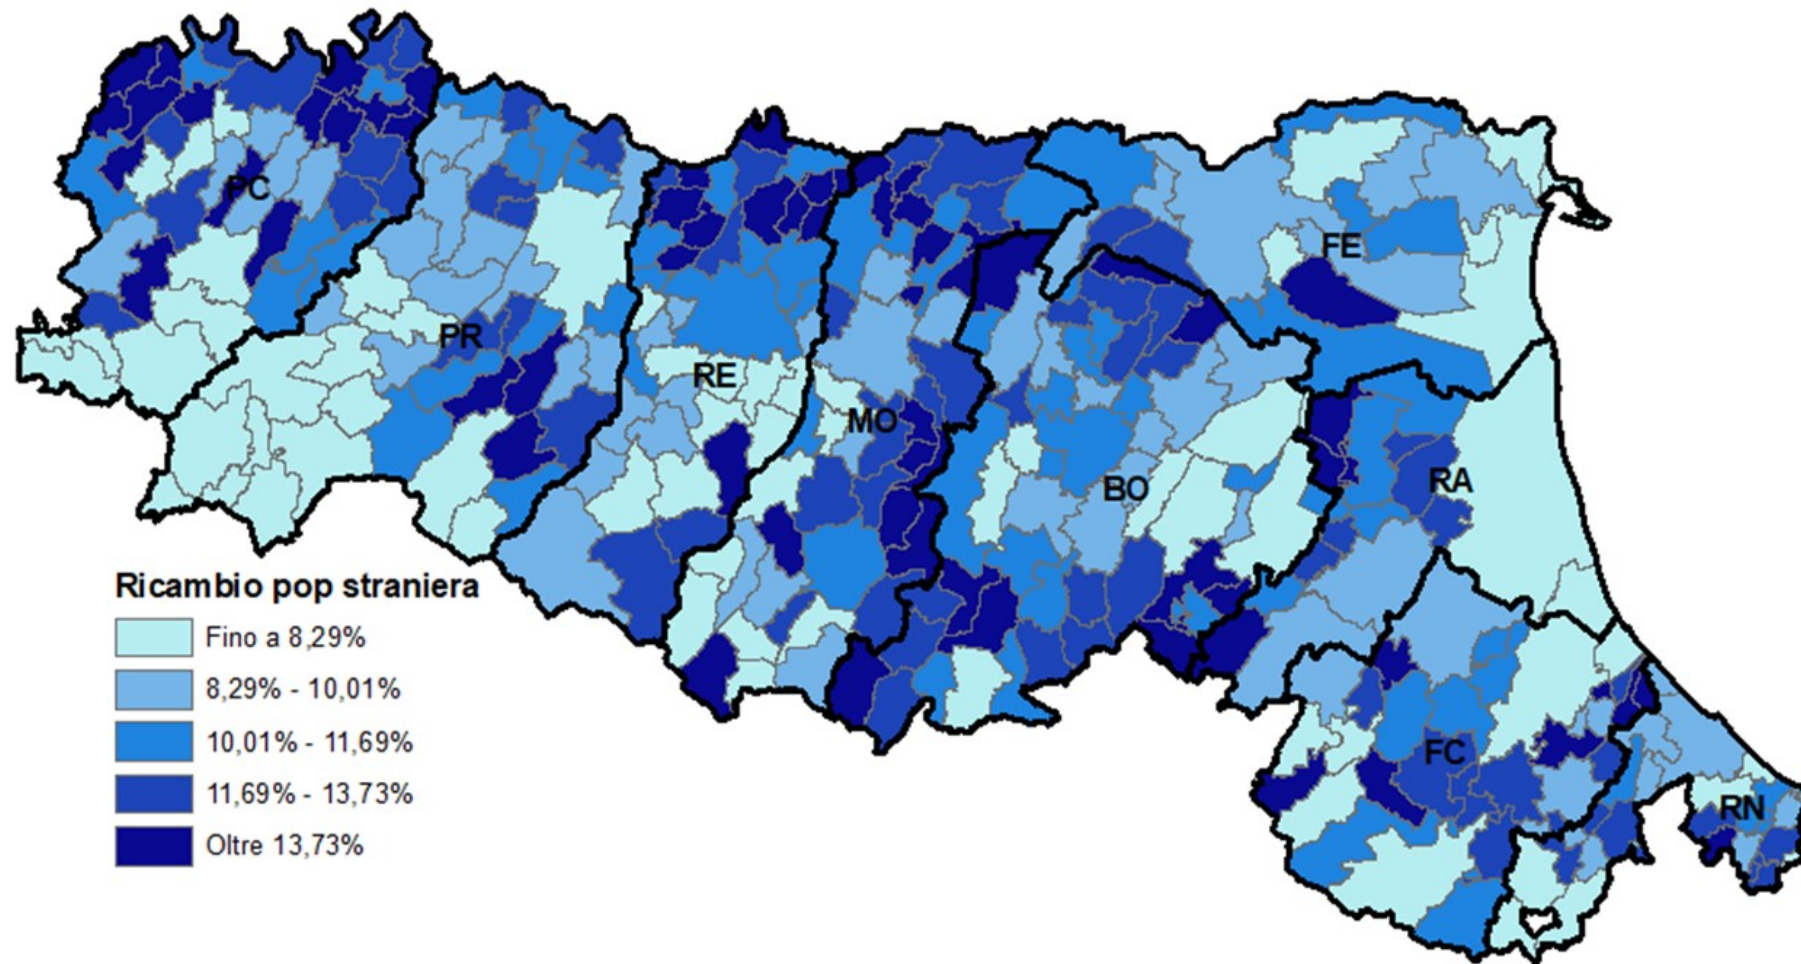 PC
FE
PR
RE
MO
BO
RA
FC
RN
Ricambio pop straniera
Fino a 8,29%
8,29% - 10,01%
10,01% - 11,69%
11,69% - 13,73%
Oltre 13,73%